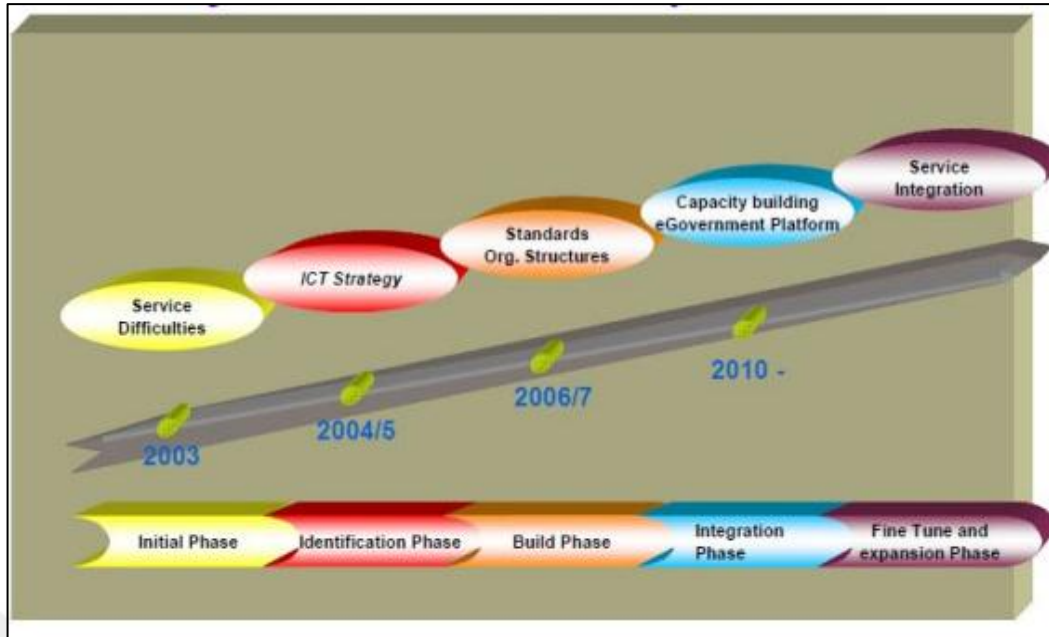 Service
Integration
Capacity building
eGovernment Platform
Standards
Org. Structures
ICT Strategy
Service
Difficulties
2003
2004/5
2006/7
2010 -
Initial Phase
Identification Phase
Build Phase
Integration
Phase
Fine Tune and
expansion Phase